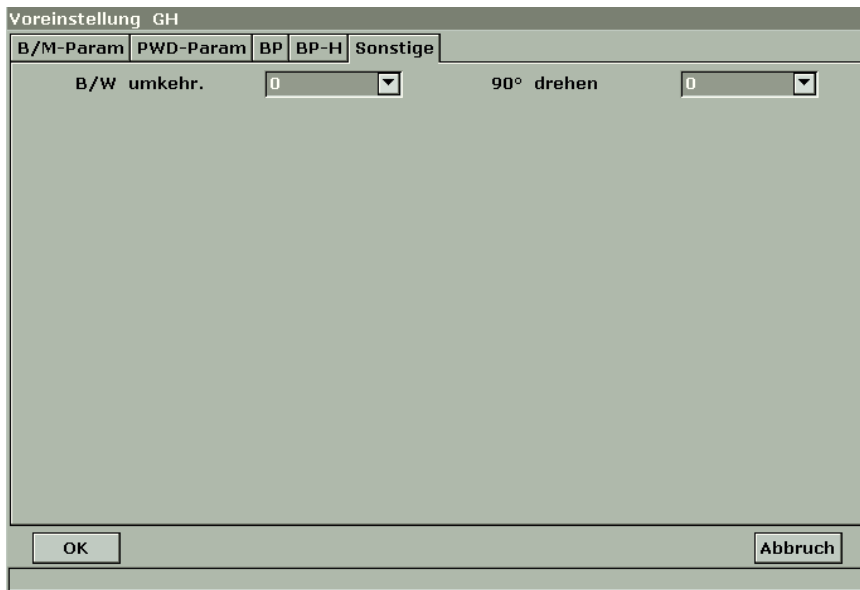 Voreinstellung GH
B/M-Param PWD-Param BP BP-H Sonstige
B/W umkehr. 0 90° drehen 0
OK Abbruch